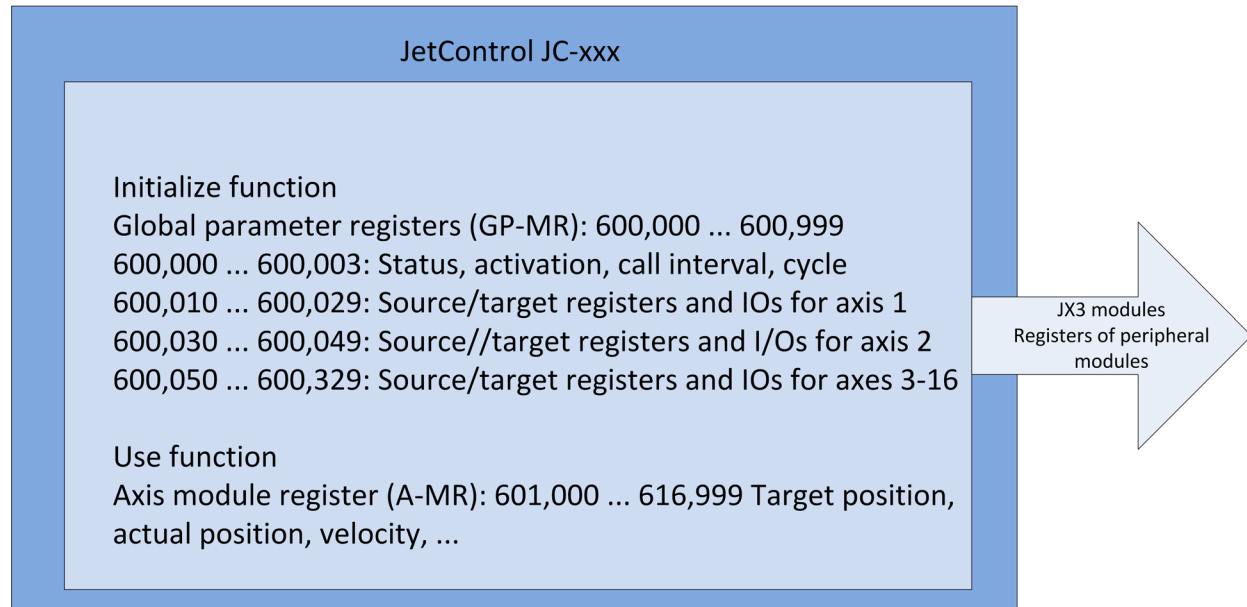 JetControl JC-xxx
Initialize function
Global parameter registers (GP-MR): 600,000 ... 600,999
600,000 ... 600,003: Status, activation, call interval, cycle
600,010 ... 600,029: Source/target registers and IOs for axis 1
600,030 ... 600,049: Source//target registers and I/Os for axis 2
600,050 ... 600,329: Source/target registers and IOs for axes 3-16
Use function
Axis module register (A-MR): 601,000 ... 616,999 Target position,
actual position, velocity, ...
JX3 modules
Registers of peripheral
modules